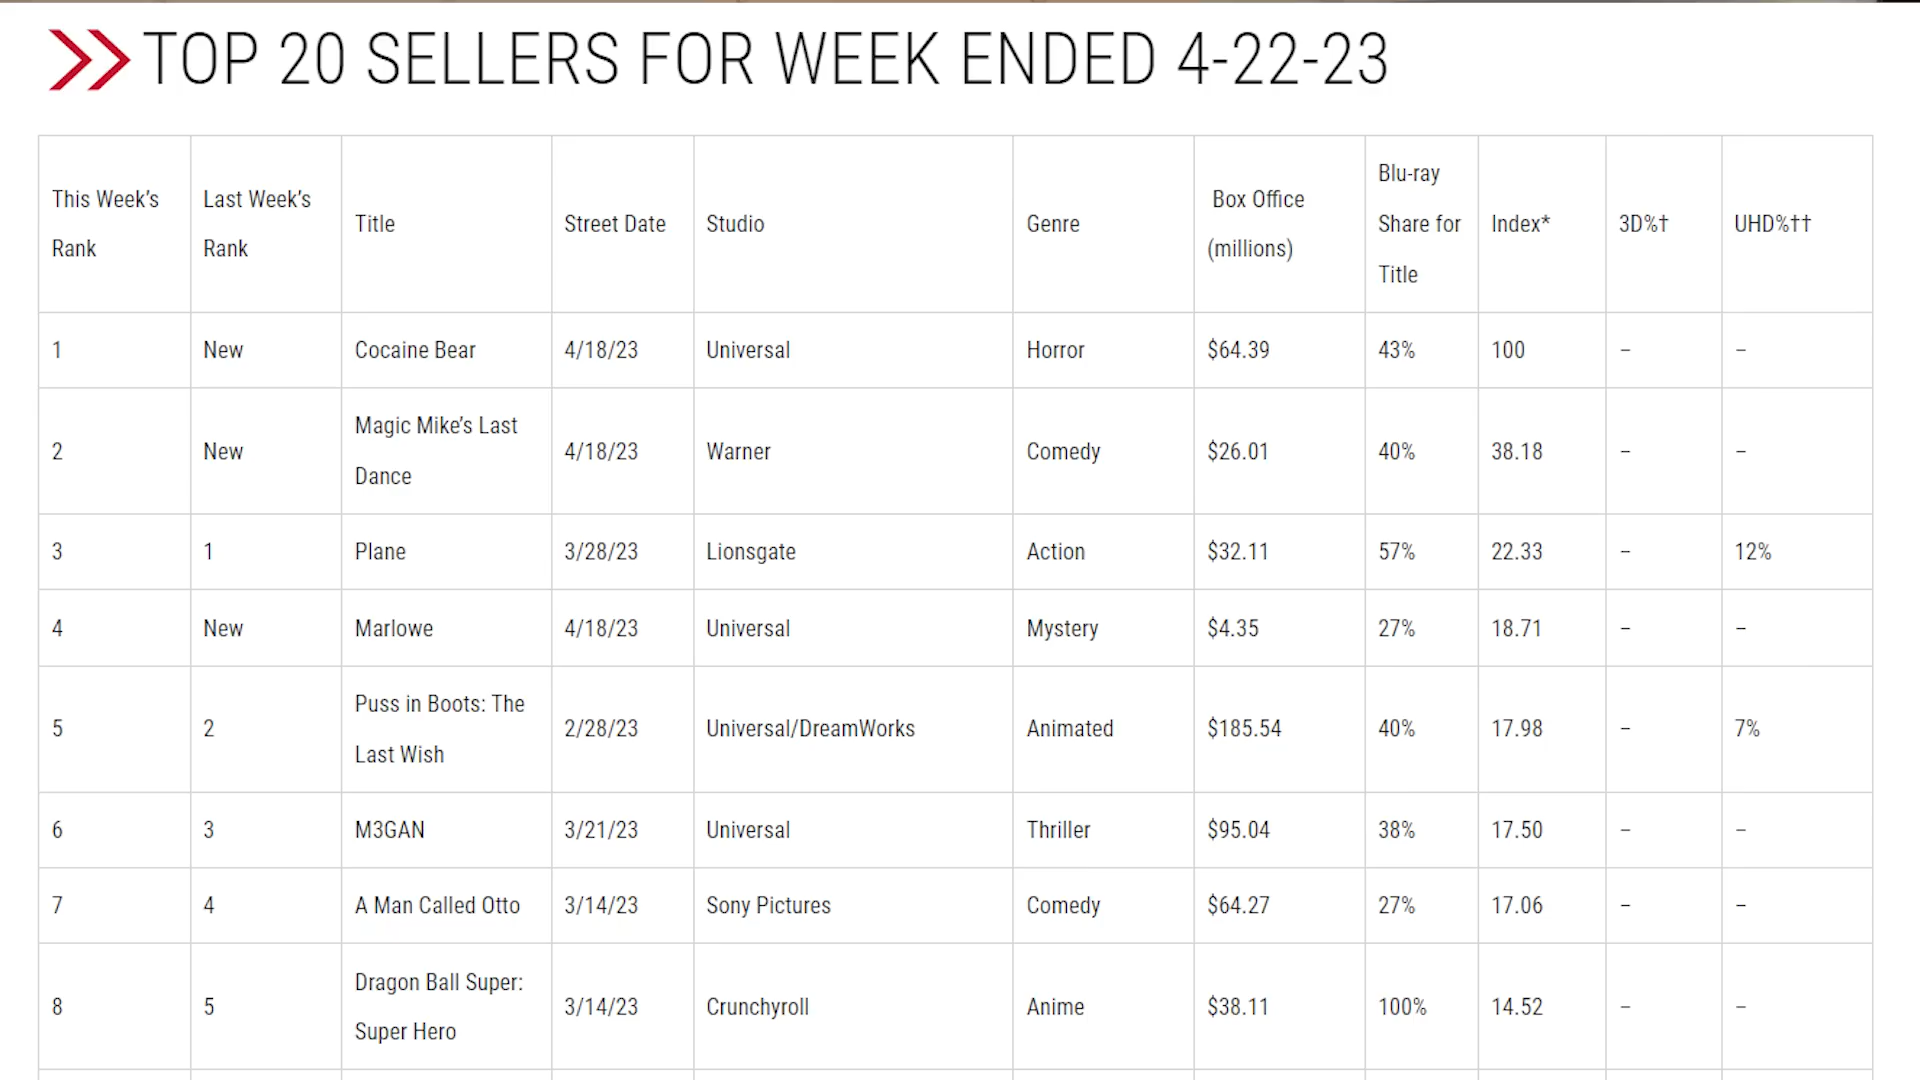 TOP 20 SELLERS FOR WEEK ENDED 4-22-23
This Week’s Rank Last Week’s Rank Title Street Date Studio Genre Box Office (millions) Blu-ray Share for Title Index* 3D%† UHD%††
1 New Cocaine Bear 4/18/23 Universal Horror $64.39 43% 100 – –
2 New Magic Mike’s Last Dance 4/18/23 Warner Comedy $26.01 40% 38.18 – –
3 1 Plane 3/28/23 Lionsgate Action $32.11 57% 22.33 – 12%
4 New Marlowe 4/18/23 Universal Mystery $4.35 27% 18.71 – –
5 2 Puss in Boots: The Last Wish 2/28/23 Universal/DreamWorks Animated $185.54 40% 17.98 – 7%
6 3 M3GAN 3/21/23 Universal Thriller $95.04 38% 17.50 – –
7 4 A Man Called Otto 3/14/23 Sony Pictures Comedy $64.27 27% 17.06 – –
8 5 Dragon Ball Super: Super Hero 3/14/23 Crunchyroll Anime $38.11 100% 14.52 – –